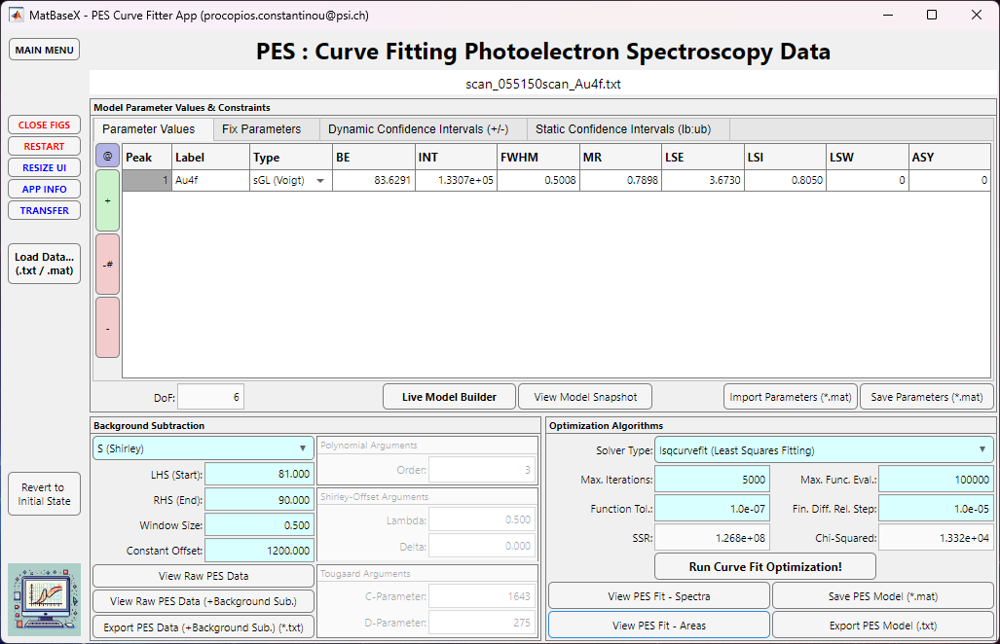 MatBaseX - PES Curve Fitter App (procopios.constantinou@psi.ch)
MAIN MENU
PES : Curve Fitting Photoelectron Spectroscopy Data
scan_055150scan_Au4f.txt
CLOSE FIGS
RESTART
RESIZE UI
APP INFO
TRANSFER
Load Data...
(.txt / .mat)
Revert to
Initial State
Model Parameter Values & Constraints
Parameter Values Fix Parameters Dynamic Confidence Intervals (+/-) Static Confidence Intervals (lb:ub)
@ Peak Label Type BE INT FWHM MR LSE LSI LSW ASY
1 Au4f sGL (Voigt) 83.6291 1.3307e+05 0.5008 0.7898 3.6730 0.8050 0 0
+
-#
-
DoF: 6 Live Model Builder View Model Snapshot Import Parameters (*.mat) Save Parameters (*.mat)
Background Subtraction
S (Shirley)
LHS (Start): 81.000
RHS (End): 90.000
Window Size: 0.500
Constant Offset: 1200.000
View Raw PES Data
View Raw PES Data (+Background Sub.)
Export PES Data (+Background Sub.) (*.txt)
Polynomial Arguments
Order: 3
Shirley-Offset Arguments
Lambda: 0.500
Delta: 0.000
Tougaard Arguments
C-Parameter: 1643
D-Parameter: 275
Optimization Algorithms
Solver Type: lsqcurvefit (Least Squares Fitting)
Max. Iterations: 5000 Max. Func. Eval.: 100000
Function Tol.: 1.0e-07 Fin. Diff. Rel. Step: 1.0e-05
SSR: 1.268e+08 Chi-Squared: 1.332e+04
Run Curve Fit Optimization!
View PES Fit - Spectra Save PES Model (*.mat)
View PES Fit - Areas Export PES Model (.txt)